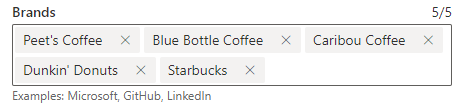 Brands 5/5
Peet's Coffee × Blue Bottle Coffee × Caribou Coffee ×
Dunkin' Donuts × Starbucks ×
Examples: Microsoft, GitHub, LinkedIn